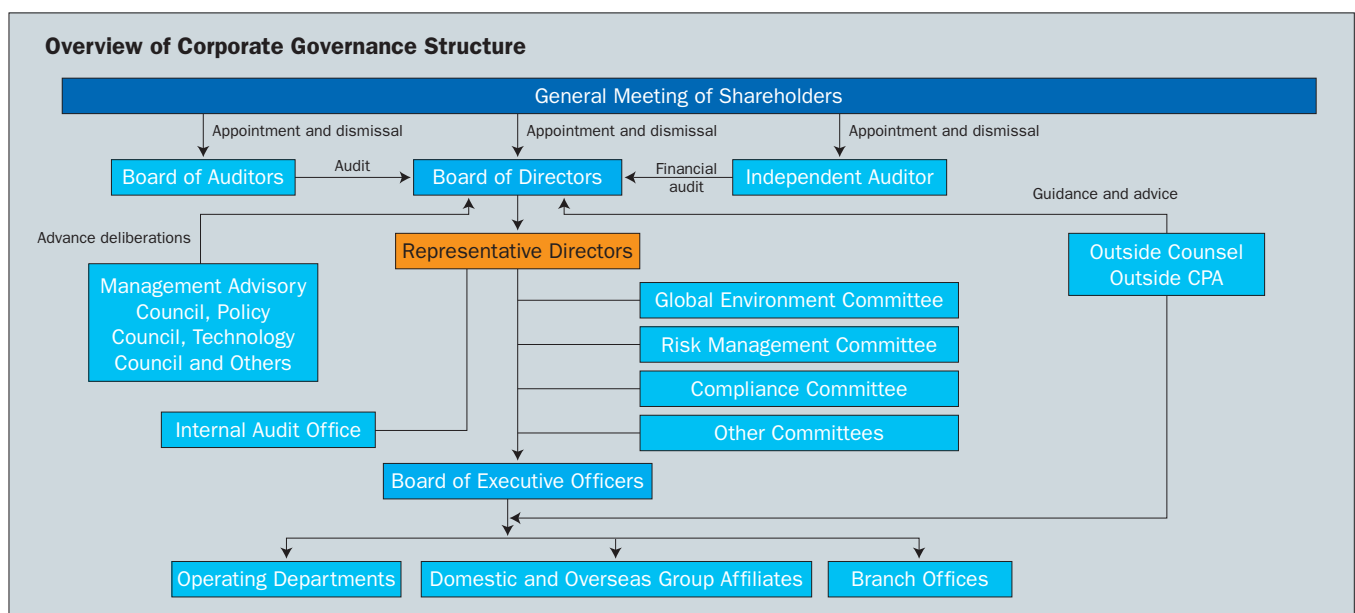 Overview of Corporate Governance Structure
General Meeting of Shareholders
Appointment and dismissal
Appointment and dismissal
Appointment and dismissal
Board of Auditors
Audit
Board of Directors
Financial
audit
Independent Auditor
Guidance and advice
Advance deliberations
Representative Directors
Outside Counsel
Outside CPA
Management Advisory
Council, Policy
Council, Technology
Council and Others
Global Environment Committee
Risk Management Committee
Compliance Committee
Internal Audit Office
Other Committees
Board of Executive Officers
Operating Departments
Domestic and Overseas Group Affiliates
Branch Offices